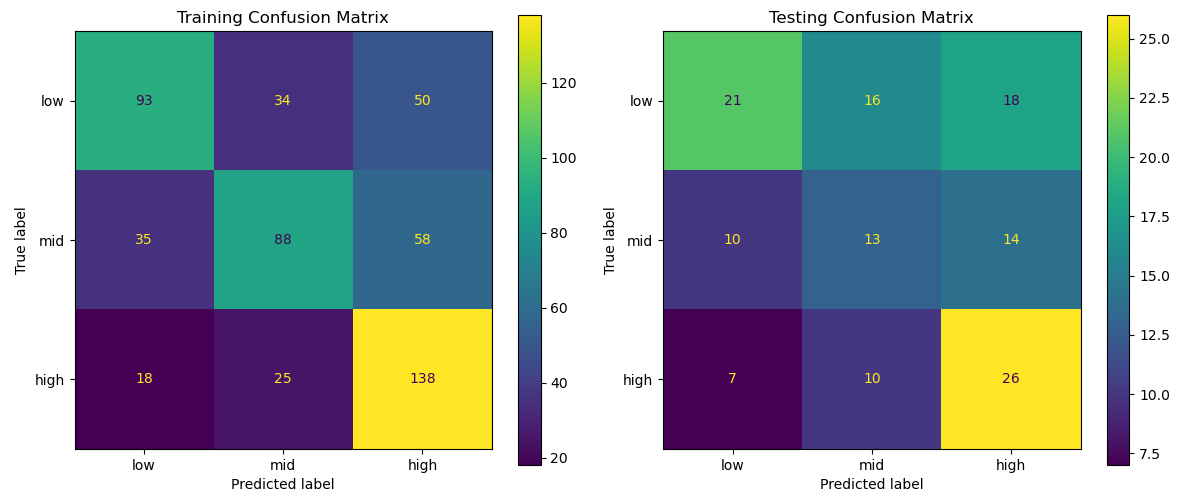 Training Confusion Matrix
Testing Confusion Matrix
True label
low
mid
high
93 34 50
35 88 58
18 25 138
low mid high
Predicted label
120
100
80
60
40
20
True label
low
mid
high
21 16 18
10 13 14
7 10 26
low mid high
Predicted label
25.0
22.5
20.0
17.5
15.0
12.5
10.0
7.5